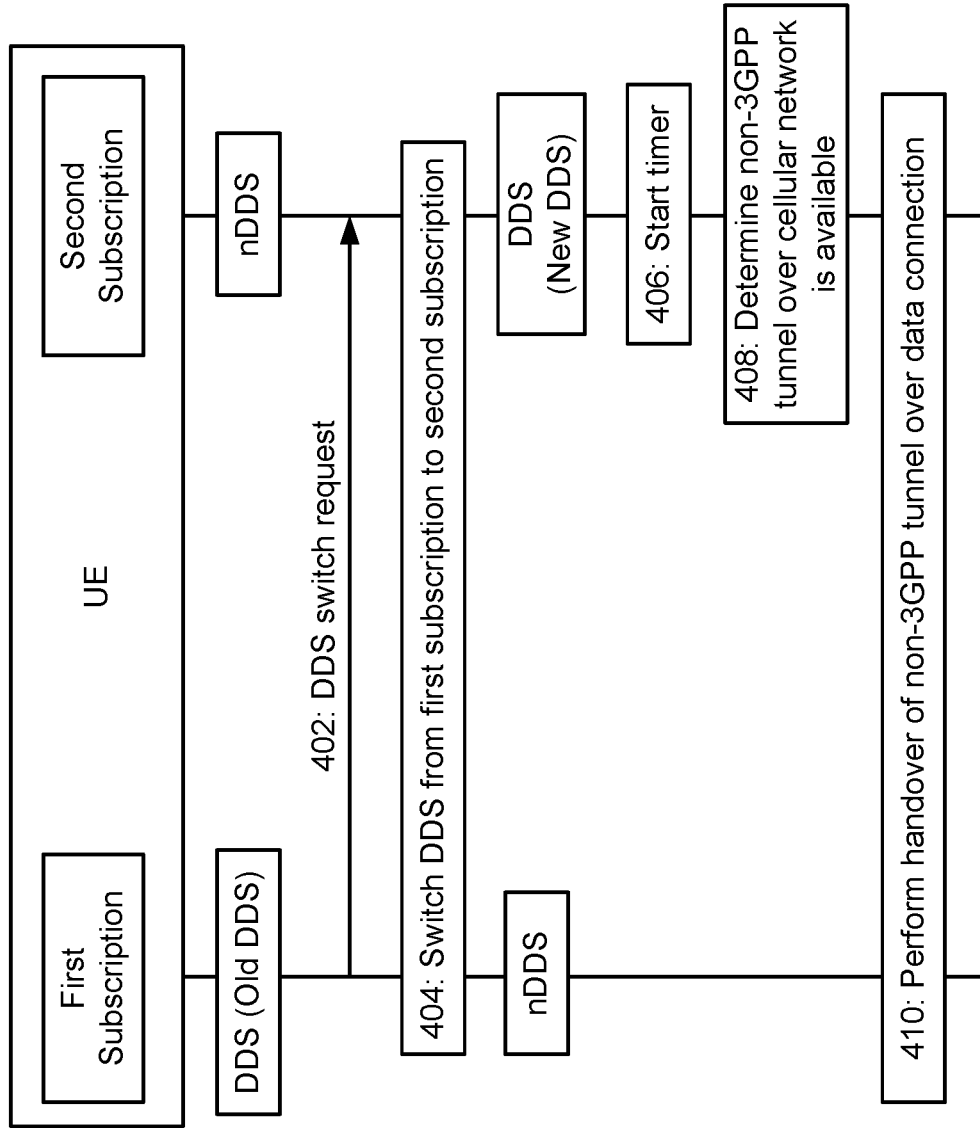 UE
First
Subscription
Second
Subscription
DDS (Old DDS)
nDDS
402: DDS switch request
404: Switch DDS from first subscription to second subscription
nDDS
DDS
(New DDS)
406: Start timer
408: Determine non-3GPP
tunnel over cellular network
is available
410: Perform handover of non-3GPP tunnel over data connection